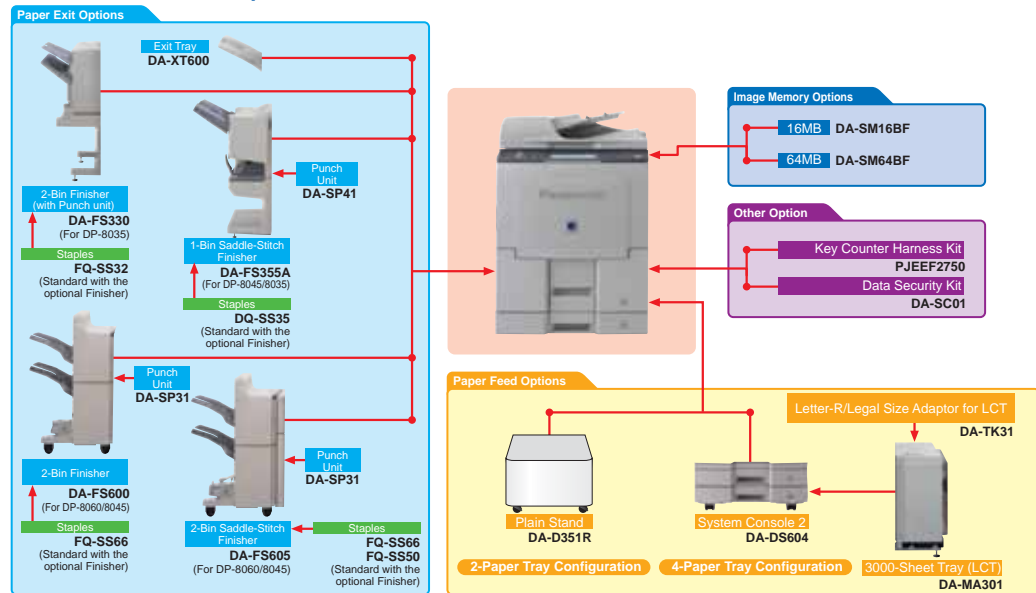 Paper Exit Options
Exit Tray
DA-XT600
Punch
Unit
DA-SP41
2-Bin Finisher
(with Punch unit)
DA-FS330
(For DP-8035)
Staples
FQ-SS32
(Standard with the
optional Finisher)
1-Bin Saddle-Stitch
Finisher
DA-FS355A
(For DP-8045/8035)
Staples
DQ-SS35
(Standard with the
optional Finisher)
Punch
Unit
DA-SP31
2-Bin Finisher
DA-FS600
(For DP-8060/8045)
Staples
FQ-SS66
(Standard with the
optional Finisher)
Punch
Unit
DA-SP31
2-Bin Saddle-Stitch
Finisher
DA-FS605
(For DP-8060/8045)
Staples
FQ-SS66
FQ-SS50
(Standard with the
optional Finisher)
Image Memory Options
16MB DA-SM16BF
64MB DA-SM64BF
Other Option
Key Counter Harness Kit
PJEEF2750
Data Security Kit
DA-SC01
Paper Feed Options
Letter-R/Legal Size Adaptor for LCT
DA-TK31
Plain Stand
DA-D351R
System Console 2
DA-DS604
2-Paper Tray Configuration
4-Paper Tray Configuration
3000-Sheet Tray (LCT)
DA-MA301